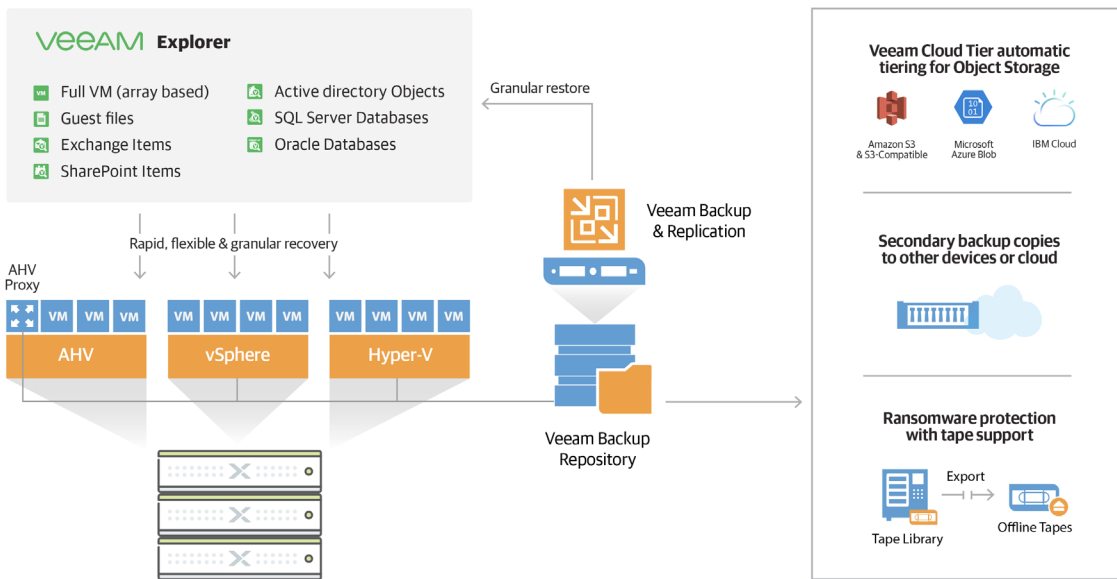 veeam Explorer
VM Full VM (array based)
Guest files
Exchange Items
SharePoint Items
Active directory Objects
SQL Server Databases
Oracle Databases
Granular restore
Rapid, flexible & granular recovery
AHV
Proxy
VM VM VM
VM VM VM VM
VM VM VM VM
AHV
vSphere
Hyper-V
Veeam Backup
& Replication
Veeam Backup
Repository
Veeam Cloud Tier automatic
tiering for Object Storage
10
01
Amazon S3
& S3-Compatible
Microsoft
Azure Blob
IBM Cloud
Secondary backup copies
to other devices or cloud
Ransomware protection
with tape support
Export
Tape Library
Offline Tapes
X
X
X